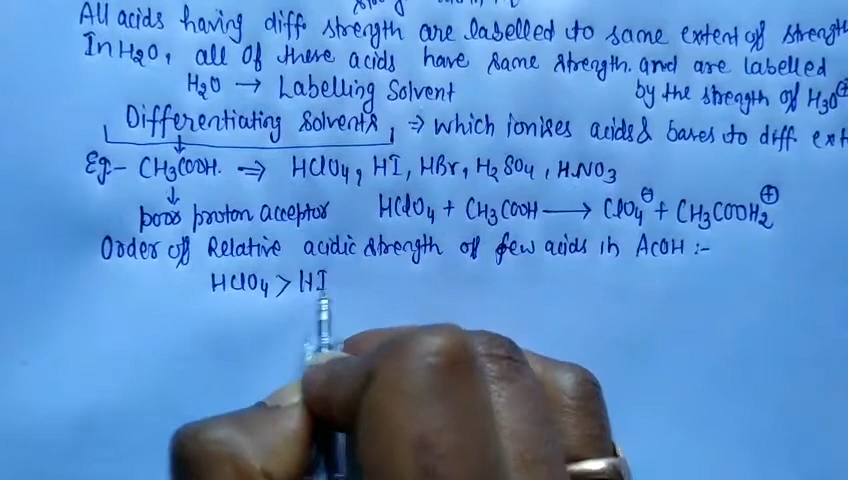 All acids having diff. strength are labelled to same extent of strength
In H2O, all of these acids have same strength. and are labelled
H2O → Labelling Solvent by the strength of H3O⊕
Differentiating Solvents ⇒ which ionises acids & bases to diff. ext
Eg- CH3COOH. ⇒ HClO4, HI, HBr, H2SO4, HNO3
↓
poor proton acceptor HClO4 + CH3COOH → ClO4⊖ + CH3COOH2⊕
Order of Relative acidic strength of few acids in AcOH :-
HClO4 > HI